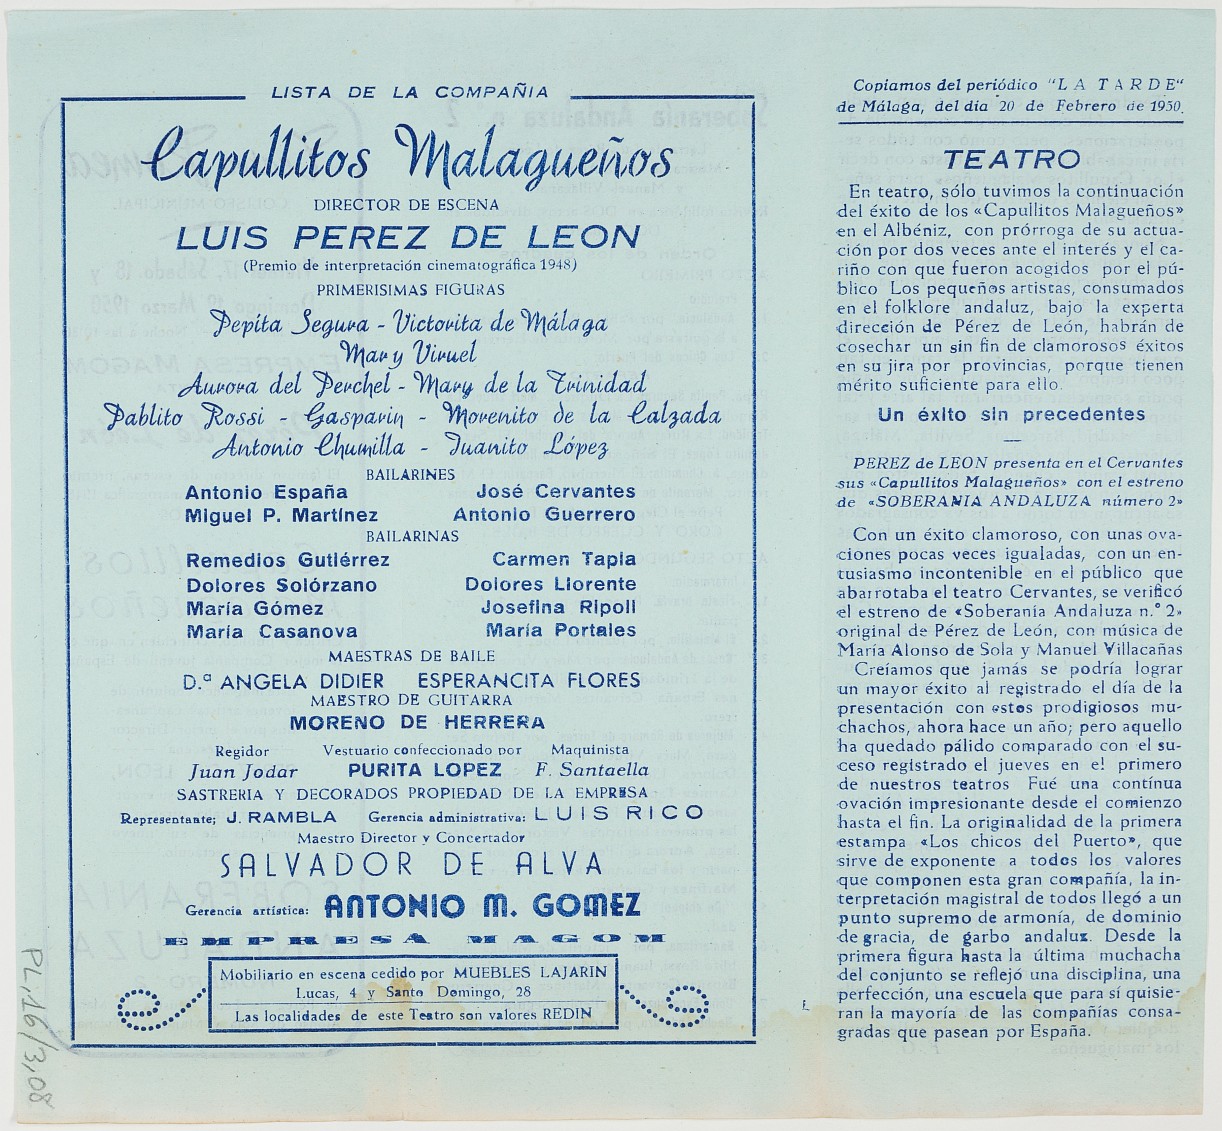 LISTA DE LA COMPAÑIA
Capullitos Malagueños
DIRECTOR DE ESCENA
LUIS PEREZ DE LEON
(Premio de interpretación cinematográfica 1948)
PRIMERISIMAS FIGURAS
Pepita Segura - Victorita de Málaga
Mary Viruel
Aurora del Perchel - Mary de la Trinidad
Pablito Rossi - Gasparin - Morenito de la Calzada
Antonio Chumilla - Juanito López
BAILARINES
Antonio España José Cervantes
Miguel P. Martínez Antonio Guerrero
BAILARINAS
Remedios Gutiérrez Carmen Tapia
Dolores Solórzano Dolores Llorente
María Gómez Josefina Ripoll
María Casanova María Portales
MAESTRAS DE BAILE
D.ª ANGELA DIDIER ESPERANCITA FLORES
MAESTRO DE GUITARRA
MORENO DE HERRERA
Regidor Vestuario confeccionado por Maquinista
Juan Jodar PURITA LOPEZ F. Santaella
SASTRERIA Y DECORADOS PROPIEDAD DE LA EMPRESA
Representante; J. RAMBLA Gerencia administrativa: LUIS RICO
Maestro Director y Concertador
SALVADOR DE ALVA
Gerencia artística: ANTONIO M. GOMEZ
EMPRESA MAGOM
Mobiliario en escena cedido por MUEBLES LAJARIN
Lucas, 4 y Santo Domingo, 28
Las localidades de este Teatro son valores REDIN
PL.16/3,08
Copiamos del periódico "LA TARDE"
de Málaga, del día 20 de Febrero de 1950.
TEATRO
En teatro, sólo tuvimos la continuación
del éxito de los «Capullitos Malagueños»
en el Albéniz, con prórroga de su actua-
ción por dos veces ante el interés y el ca-
riño con que fueron acogidos por el pú-
blico Los pequeños artistas, consumados
en el folklore andaluz, bajo la experta
dirección de Pérez de León, habrán de
cosechar un sin fin de clamorosos éxitos
en su jira por provincias, porque tienen
mérito suficiente para ello.
Un éxito sin precedentes
PEREZ de LEON presenta en el Cervantes
sus «Capullitos Malagueños» con el estreno
de «SOBERANIA ANDALUZA número 2»
Con un éxito clamoroso, con unas ova-
ciones pocas veces igualadas, con un en-
tusiasmo incontenible en el público que
abarrotaba el teatro Cervantes, se verificó
el estreno de «Soberanía Andaluza n.º 2»
original de Pérez de León, con música de
María Alonso de Sola y Manuel Villacañas
Creíamos que jamás se podría lograr
un mayor éxito al registrado el día de la
presentación con estos prodigiosos mu-
chachos, ahora hace un año; pero aquello
ha quedado pálido comparado con el su-
ceso registrado el jueves en el primero
de nuestros teatros Fué una contínua
ovación impresionante desde el comienzo
hasta el fin. La originalidad de la primera
estampa «Los chicos del Puerto», que
sirve de exponente a todos los valores
que componen esta gran compañía, la in-
terpretación magistral de todos llegó a un
punto supremo de armonía, de dominio
de gracia, de garbo andaluz. Desde la
primera figura hasta la última muchacha
del conjunto se reflejó una disciplina, una
perfección, una escuela que para sí quisie-
ran la mayoría de las compañías consa-
gradas que pasean por España.